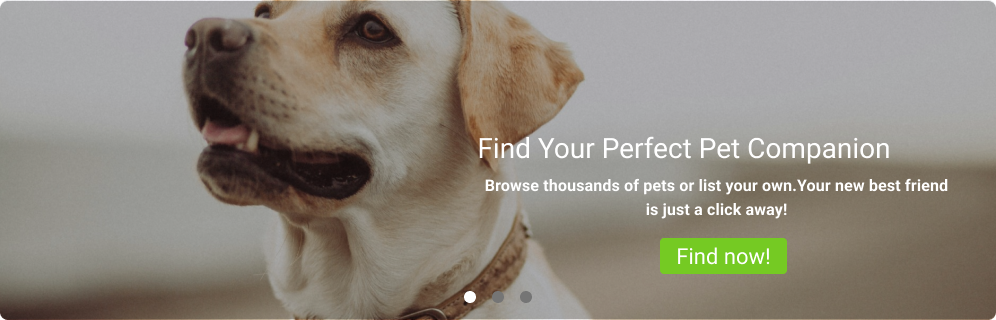 Find Your Perfect Pet Companion
Browse thousands of pets or list your own.Your new best friend
is just a click away!
Find now!